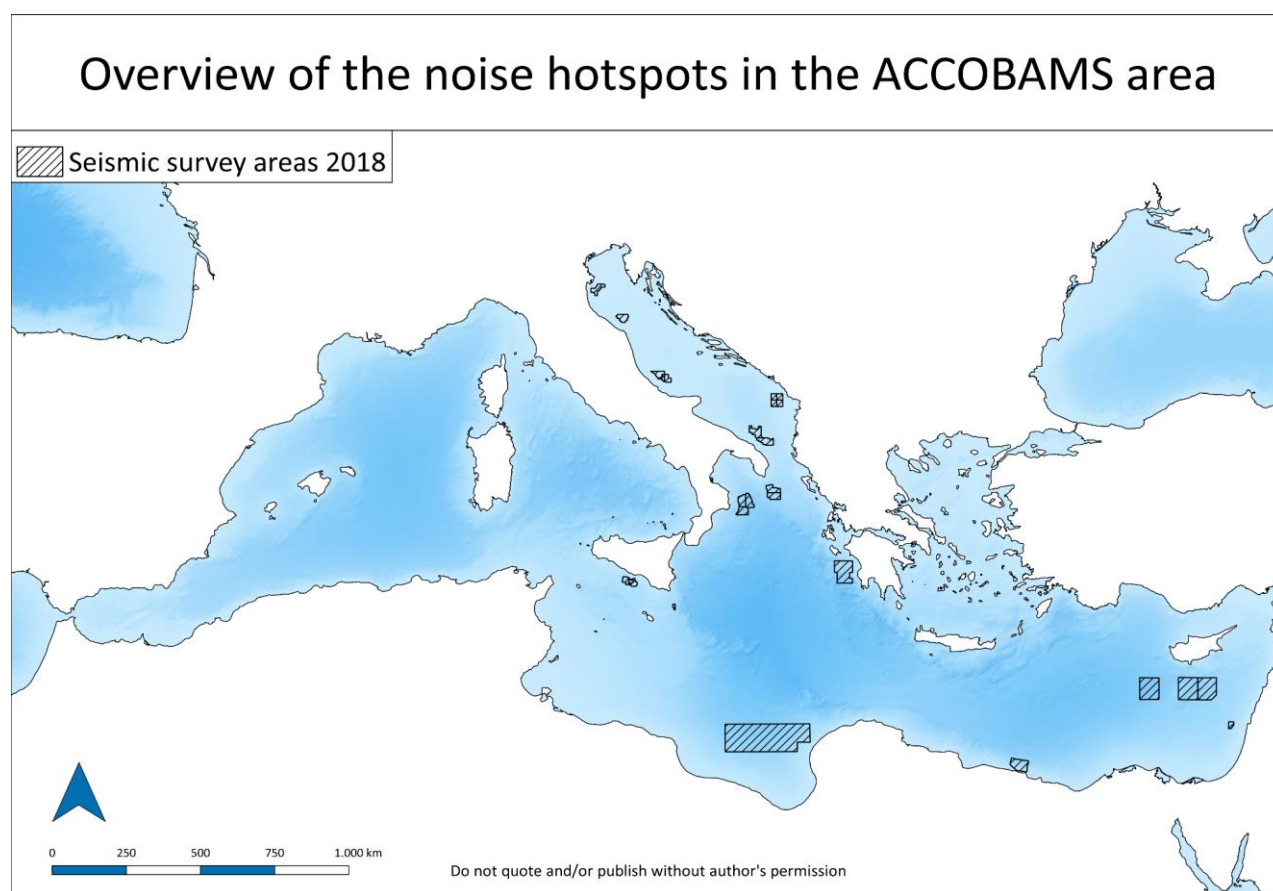 Overview of the noise hotspots in the ACCOBAMS area
Seismic survey areas 2018
0 250 500 750 1.000 km
Do not quote and/or publish without author's permission